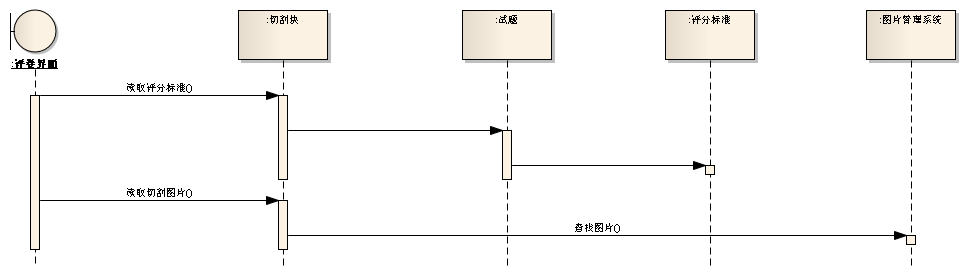 :切割块
:试题
:评分标准
:图片管理系统
:评卷界面
读取评分标准()
读取切割图片()
查找图片()